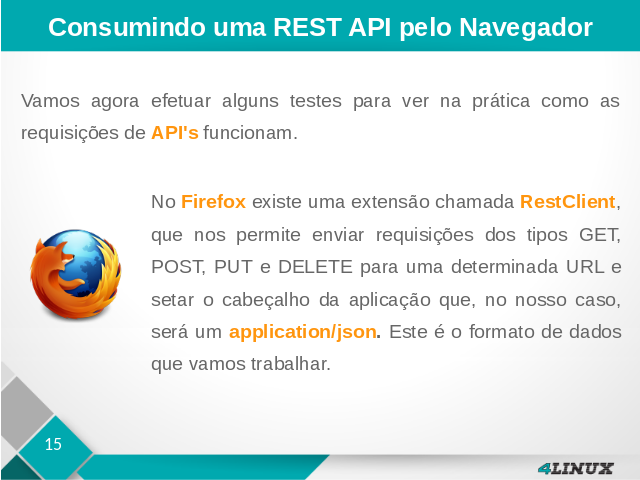 Consumindo uma REST API pelo Navegador
Vamos agora efetuar alguns testes para ver na prática como as
requisições de API's funcionam.
No Firefox existe uma extensão chamada RestClient,
que nos permite enviar requisições dos tipos GET,
POST, PUT e DELETE para uma determinada URL e
setar o cabeçalho da aplicação que, no nosso caso,
será um application/json. Este é o formato de dados
que vamos trabalhar.
15
4LINUX